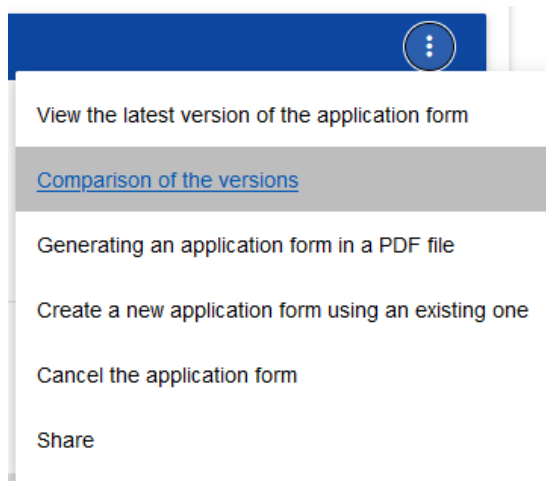 View the latest version of the application form
Comparison of the versions
Generating an application form in a PDF file
Create a new application form using an existing one
Cancel the application form
Share